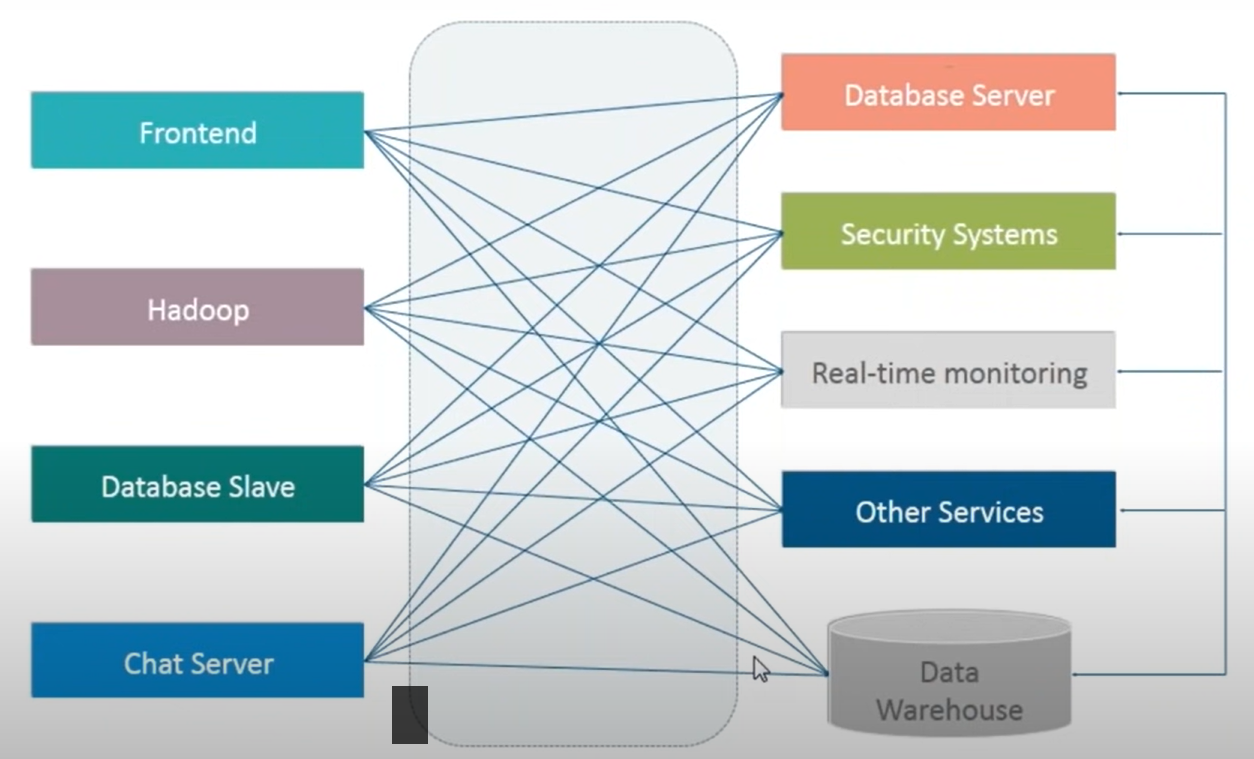 Frontend
Hadoop
Database Slave
Chat Server
Database Server
Security Systems
Real-time monitoring
Other Services
Data
Warehouse